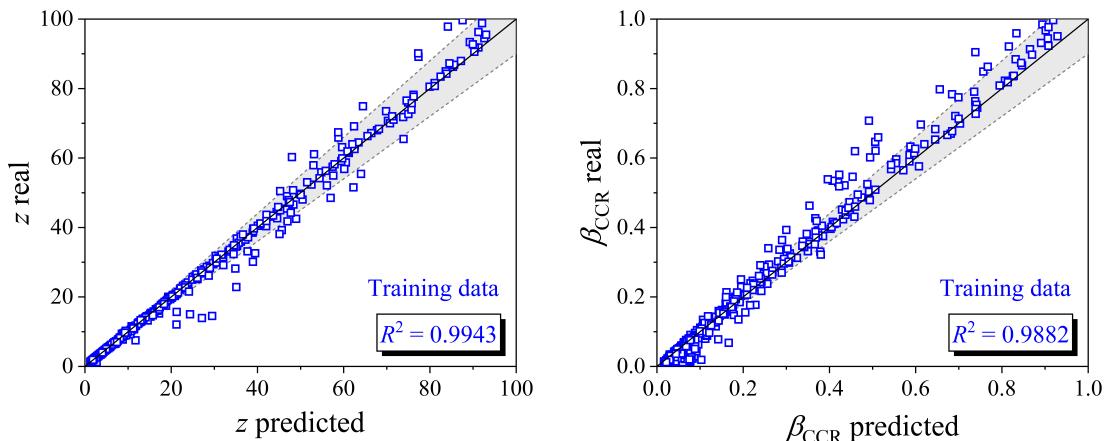 100
80
60
40
20
0
z real
0 20 40 60 80 100
z predicted
Training data
R² = 0.9943
1.0
0.8
0.6
0.4
0.2
0.0
β_CCR real
0.0 0.2 0.4 0.6 0.8 1.0
β_CCR predicted
Training data
R² = 0.9882